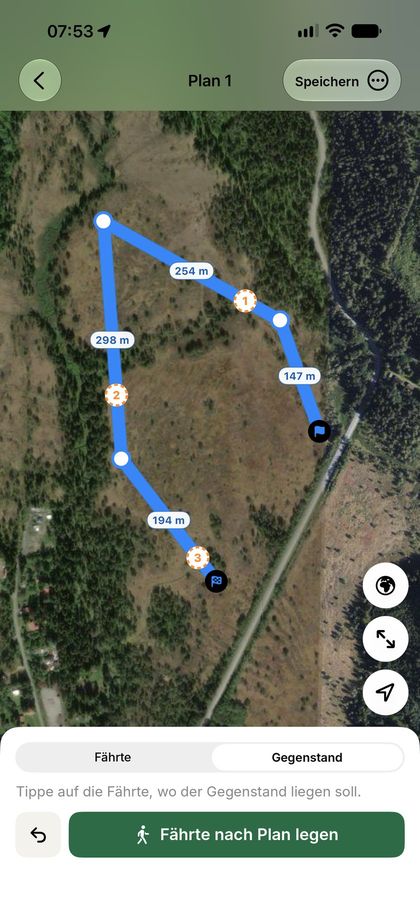 07:53
Plan 1
Speichern
254 m
1
298 m
147 m
2
194 m
3
Fährte
Gegenstand
Tippe auf die Fährte, wo der Gegenstand liegen soll.
Fährte nach Plan legen